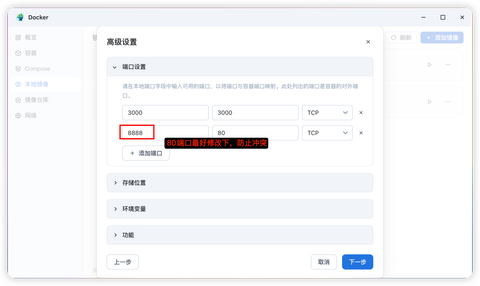 Docker
概览
容器
Compose
本地镜像
镜像仓库
网络
刷新
+ 添加镜像
高级设置
端口设置
请在本地端口字段中输入可用的端口，以将端口与容器端口映射。此处列出的端口是容器的对外端
口。
3000 3000 TCP
8888 80 TCP
80端口最好修改下，防止冲突
+ 添加端口
存储位置
环境变量
功能
上一步 取消 下一步